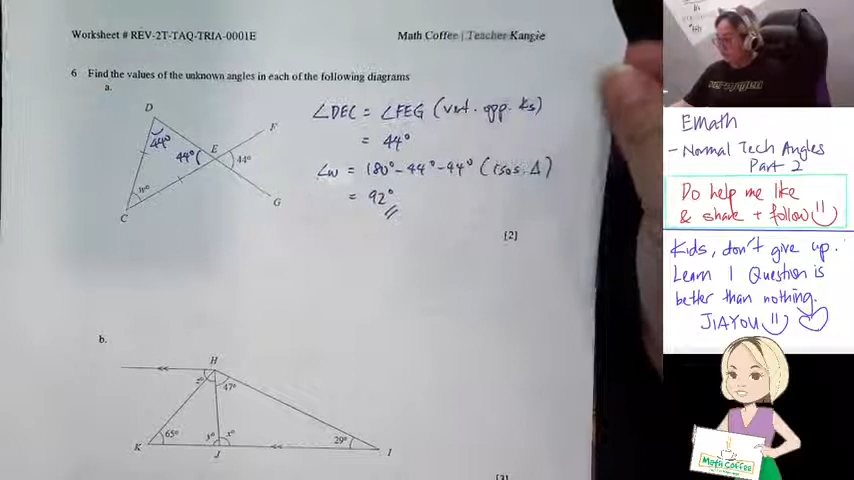 Worksheet # REV-2T-TAQ-TRIA-0001E
Math Coffee | Teacher Kangie
6 Find the values of the unknown angles in each of the following diagrams
a.
D
44°
E
F
44°
44°
w°
C
G
∠DEC = ∠FEG (vert. opp. ∠s)
= 44°
∠w = 180° - 44° - 44° (isos. Δ)
= 92°
[2]
b.
H
z°
47°
65°
y°
x°
29°
K
J
I
[3]
EMath
- Normal Tech Angles
Part 2
Do help me like
& share + follow
Kids, don't give up.
Learn 1 Question is
better than nothing.
JIAYOU
Math Coffee